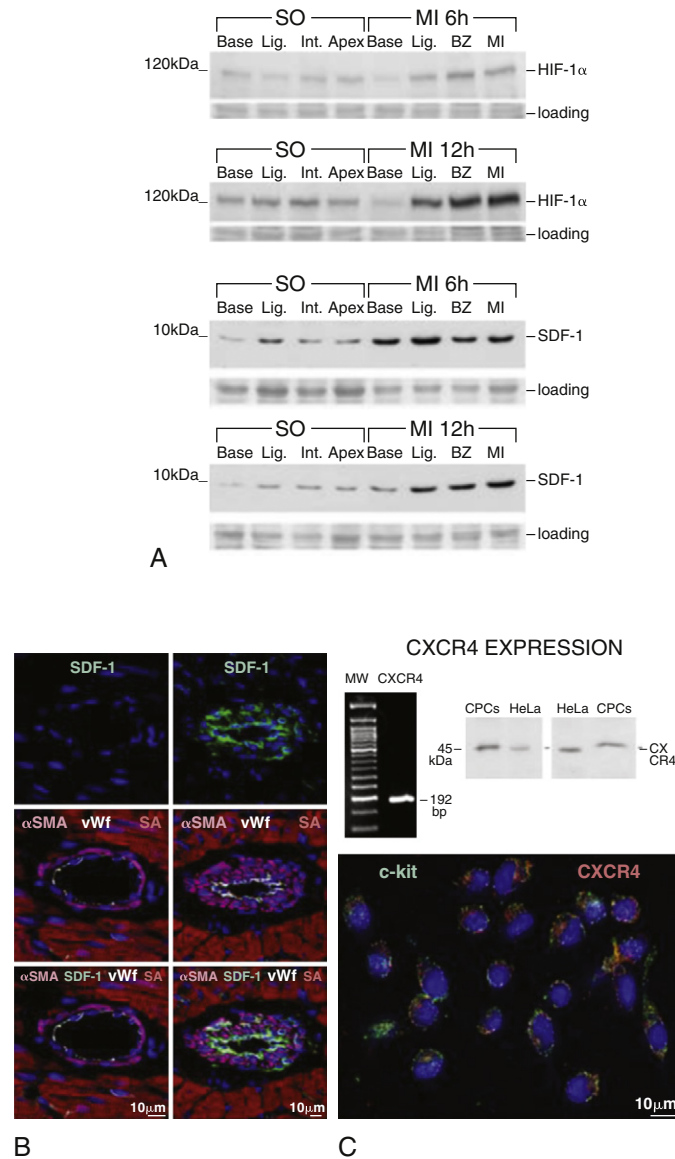 SO MI 6h
Base Lig. Int. Apex Base Lig. BZ MI
120kDa HIF-1α
loading
SO MI 12h
Base Lig. Int. Apex Base Lig. BZ MI
120kDa HIF-1α
loading
SO MI 6h
Base Lig. Int. Apex Base Lig. BZ MI
10kDa SDF-1
loading
SO MI 12h
Base Lig. Int. Apex Base Lig. BZ MI
10kDa SDF-1
loading
A
SDF-1 SDF-1
αSMA vWf SA αSMA vWf SA
αSMA SDF-1 vWf SA αSMA SDF-1 vWf SA
10μm 10μm
B
CXCR4 EXPRESSION
MW CXCR4
192
bp
CPCs HeLa HeLa CPCs
45
kDa
CX
CR4
c-kit CXCR4
10μm
C